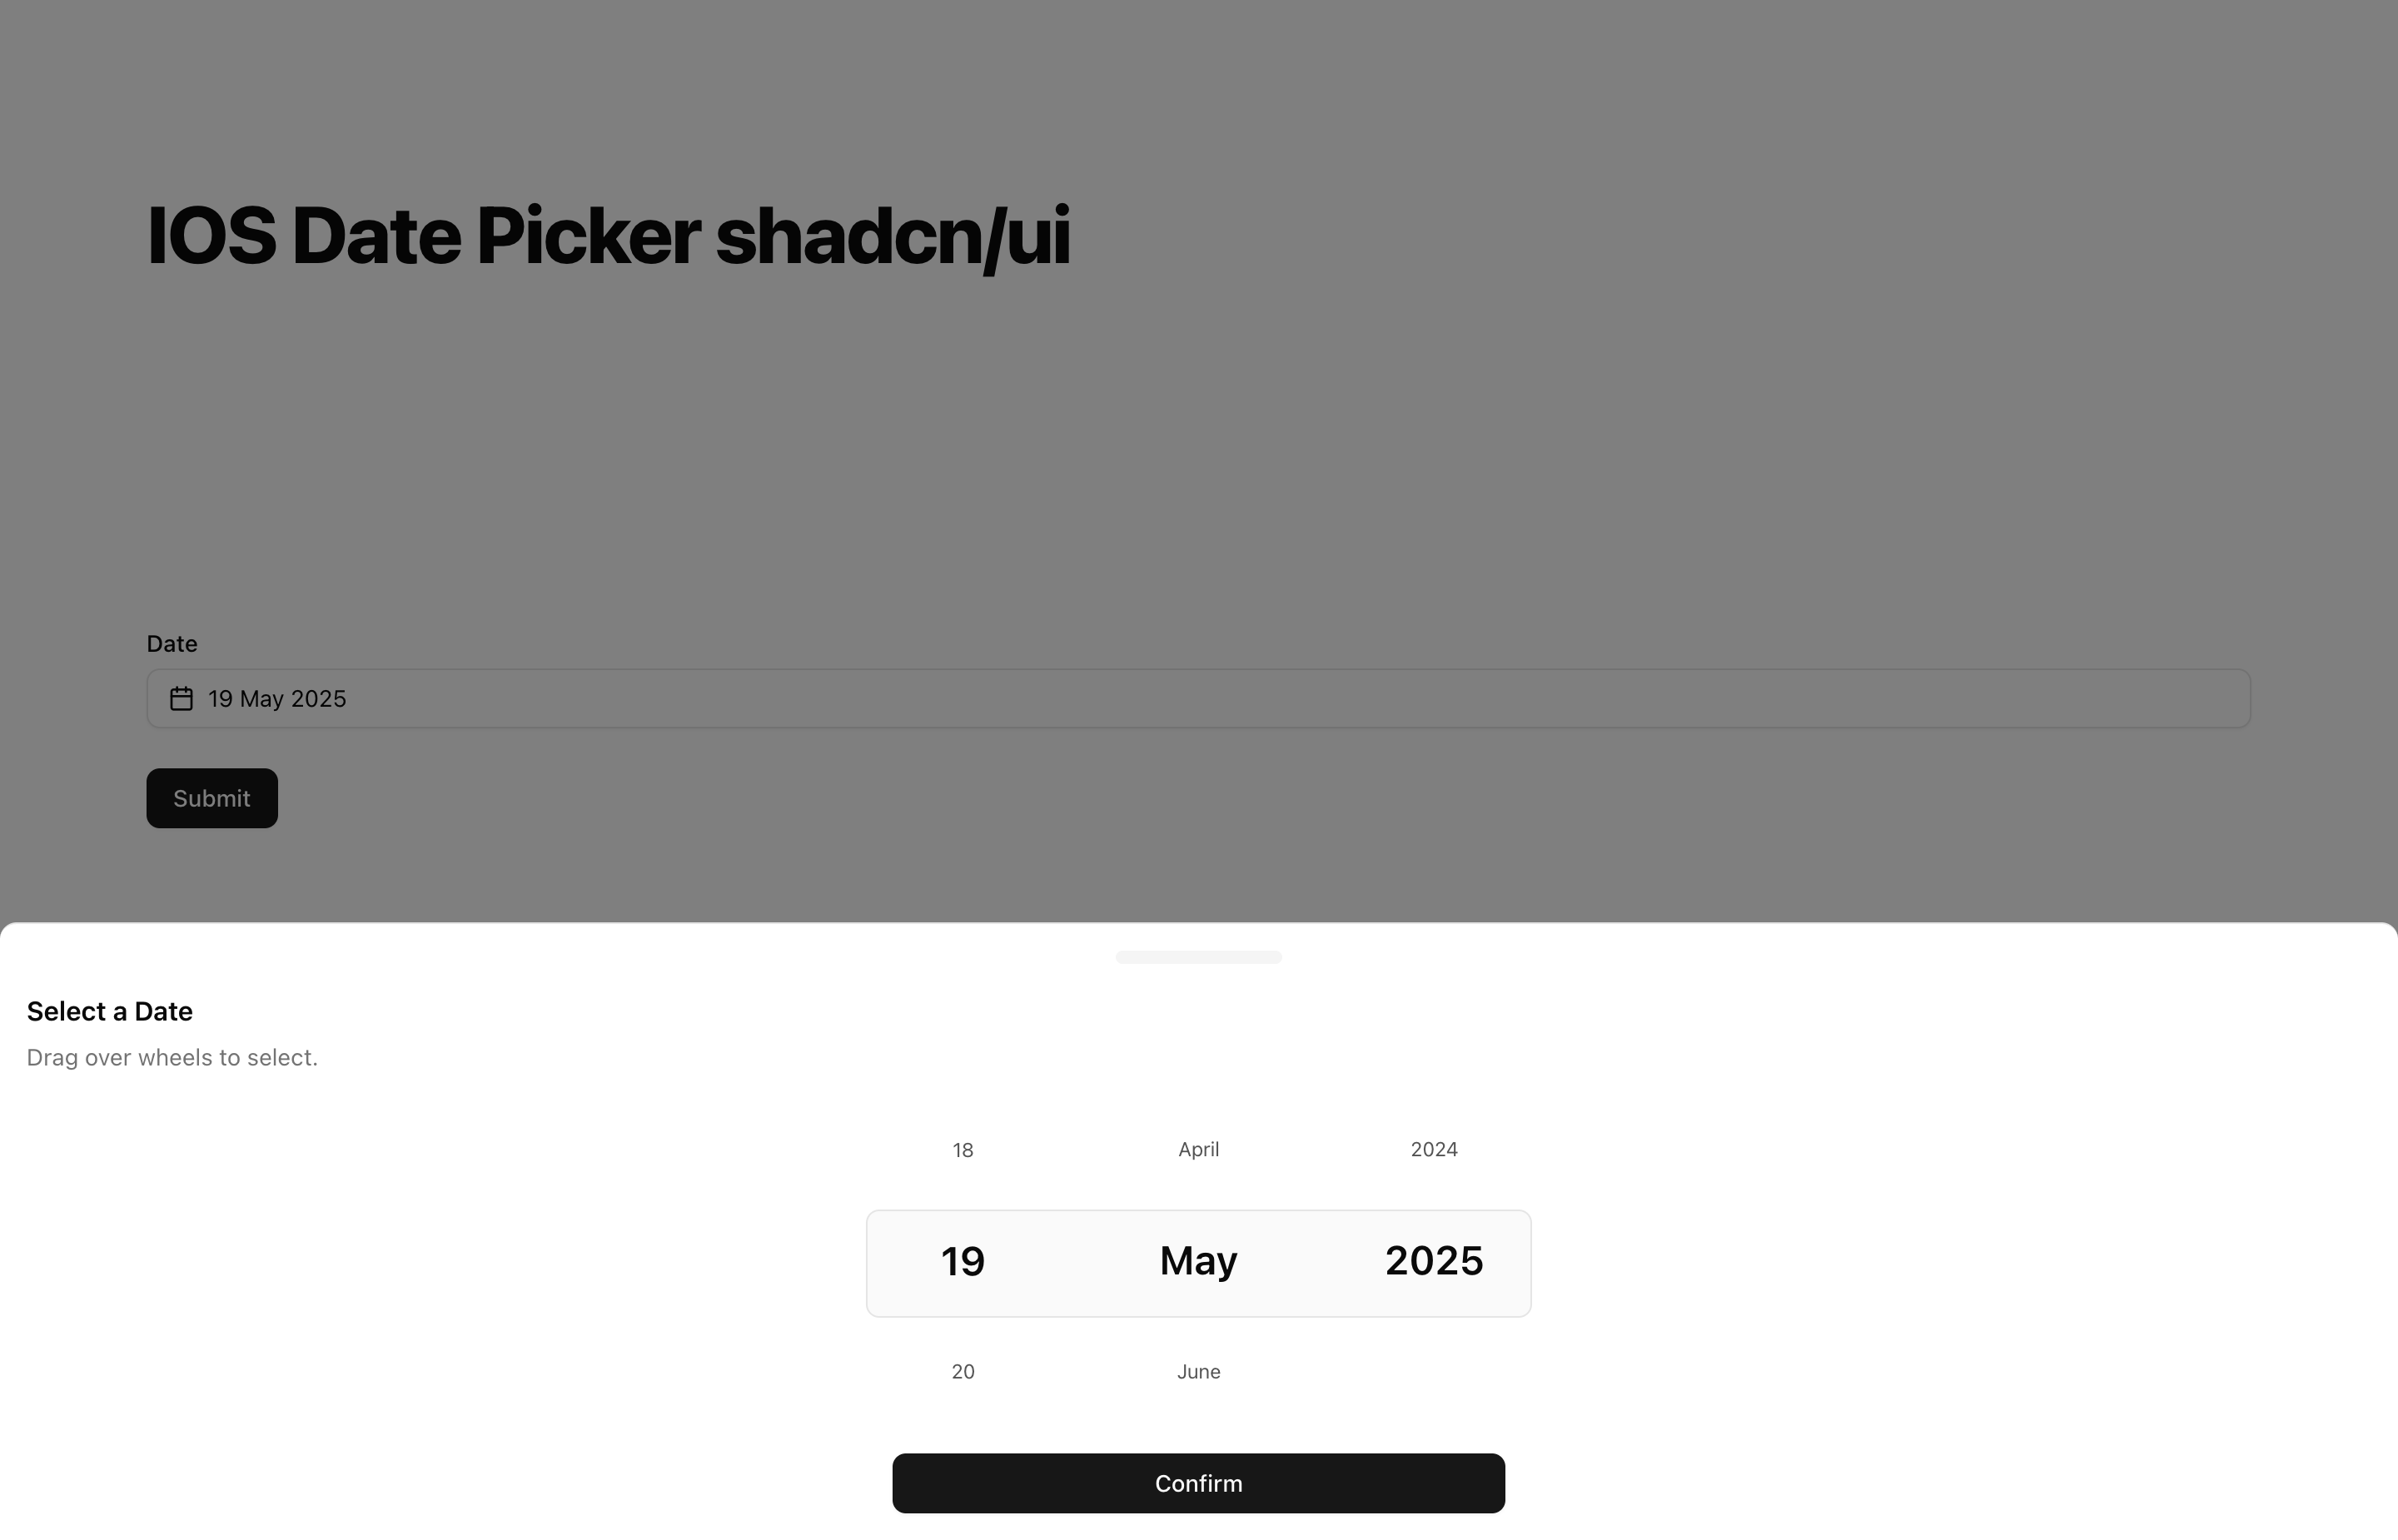 IOS Date Picker shadcn/ui
Date
19 May 2025
Submit
Select a Date
Drag over wheels to select.
18 April 2024
19 May 2025
20 June
Confirm